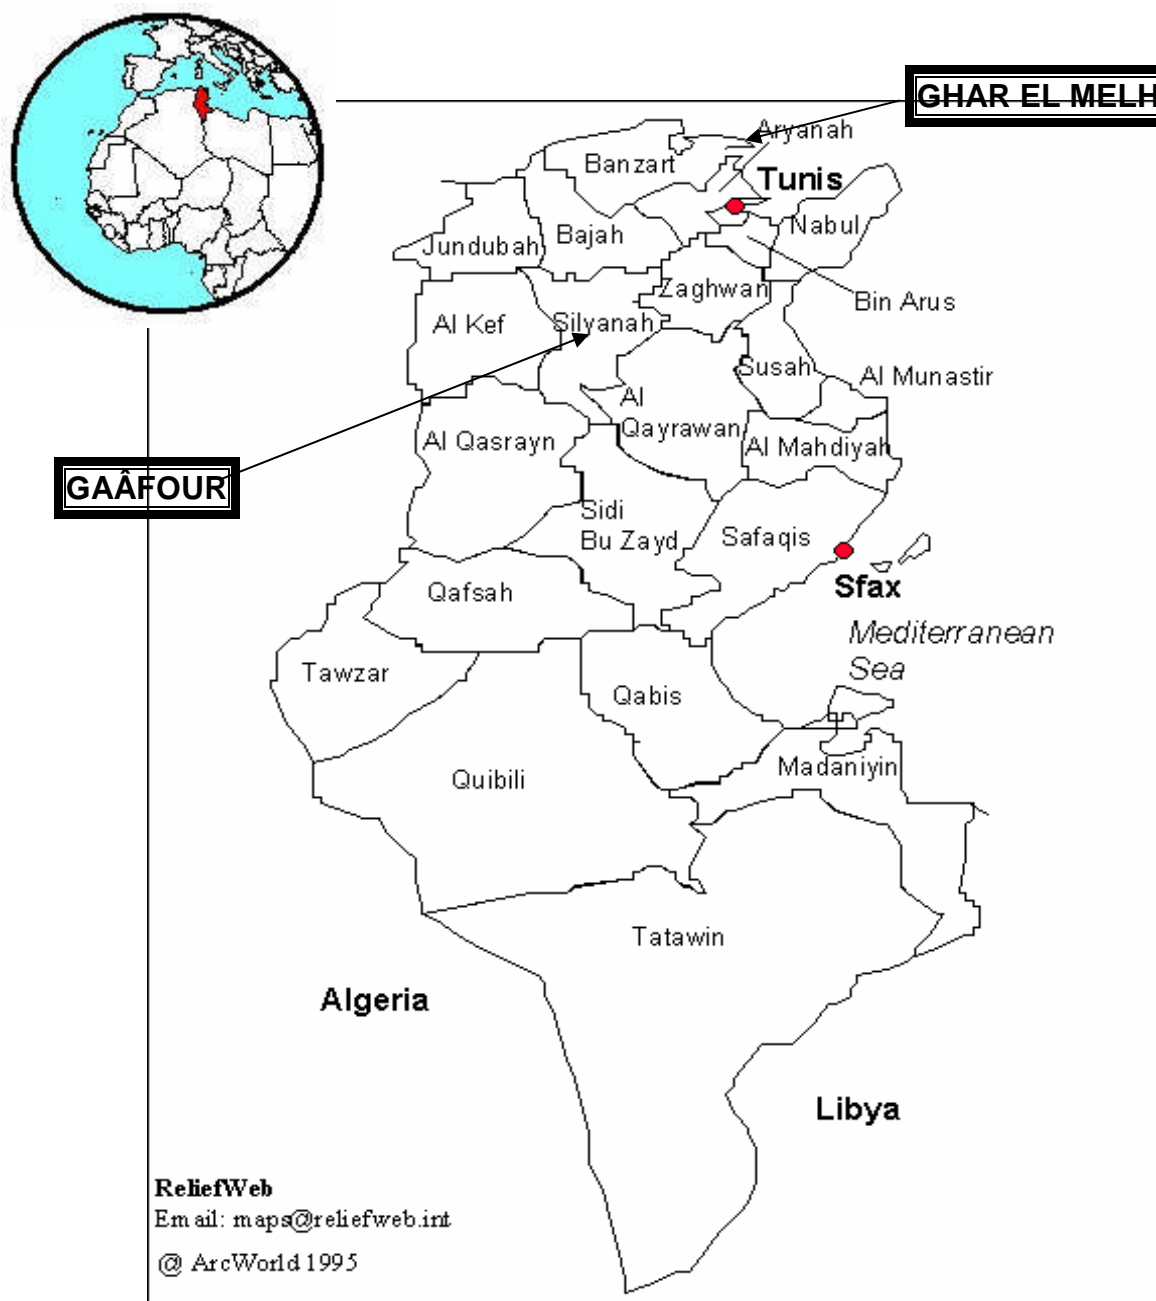 GHAR EL MELH
Aryanah
Banzart
Tunis
Nabul
Jundubah
Bajah
Zaghwan
Bin Arus
Al Kef
Silyanah
Susah
Al Munastir
Al
Qayrawan
Al Qasrayn
Al Mahdiyah
GAÂFOUR
Sidi
Bu Zayd
Safaqis
Sfax
Qafsah
Mediterranean
Sea
Tawzar
Qabis
Quibili
Madaniyin
Tatawin
Algeria
Libya
ReliefWeb
Email: maps@reliefweb.int
@ ArcWorld 1995